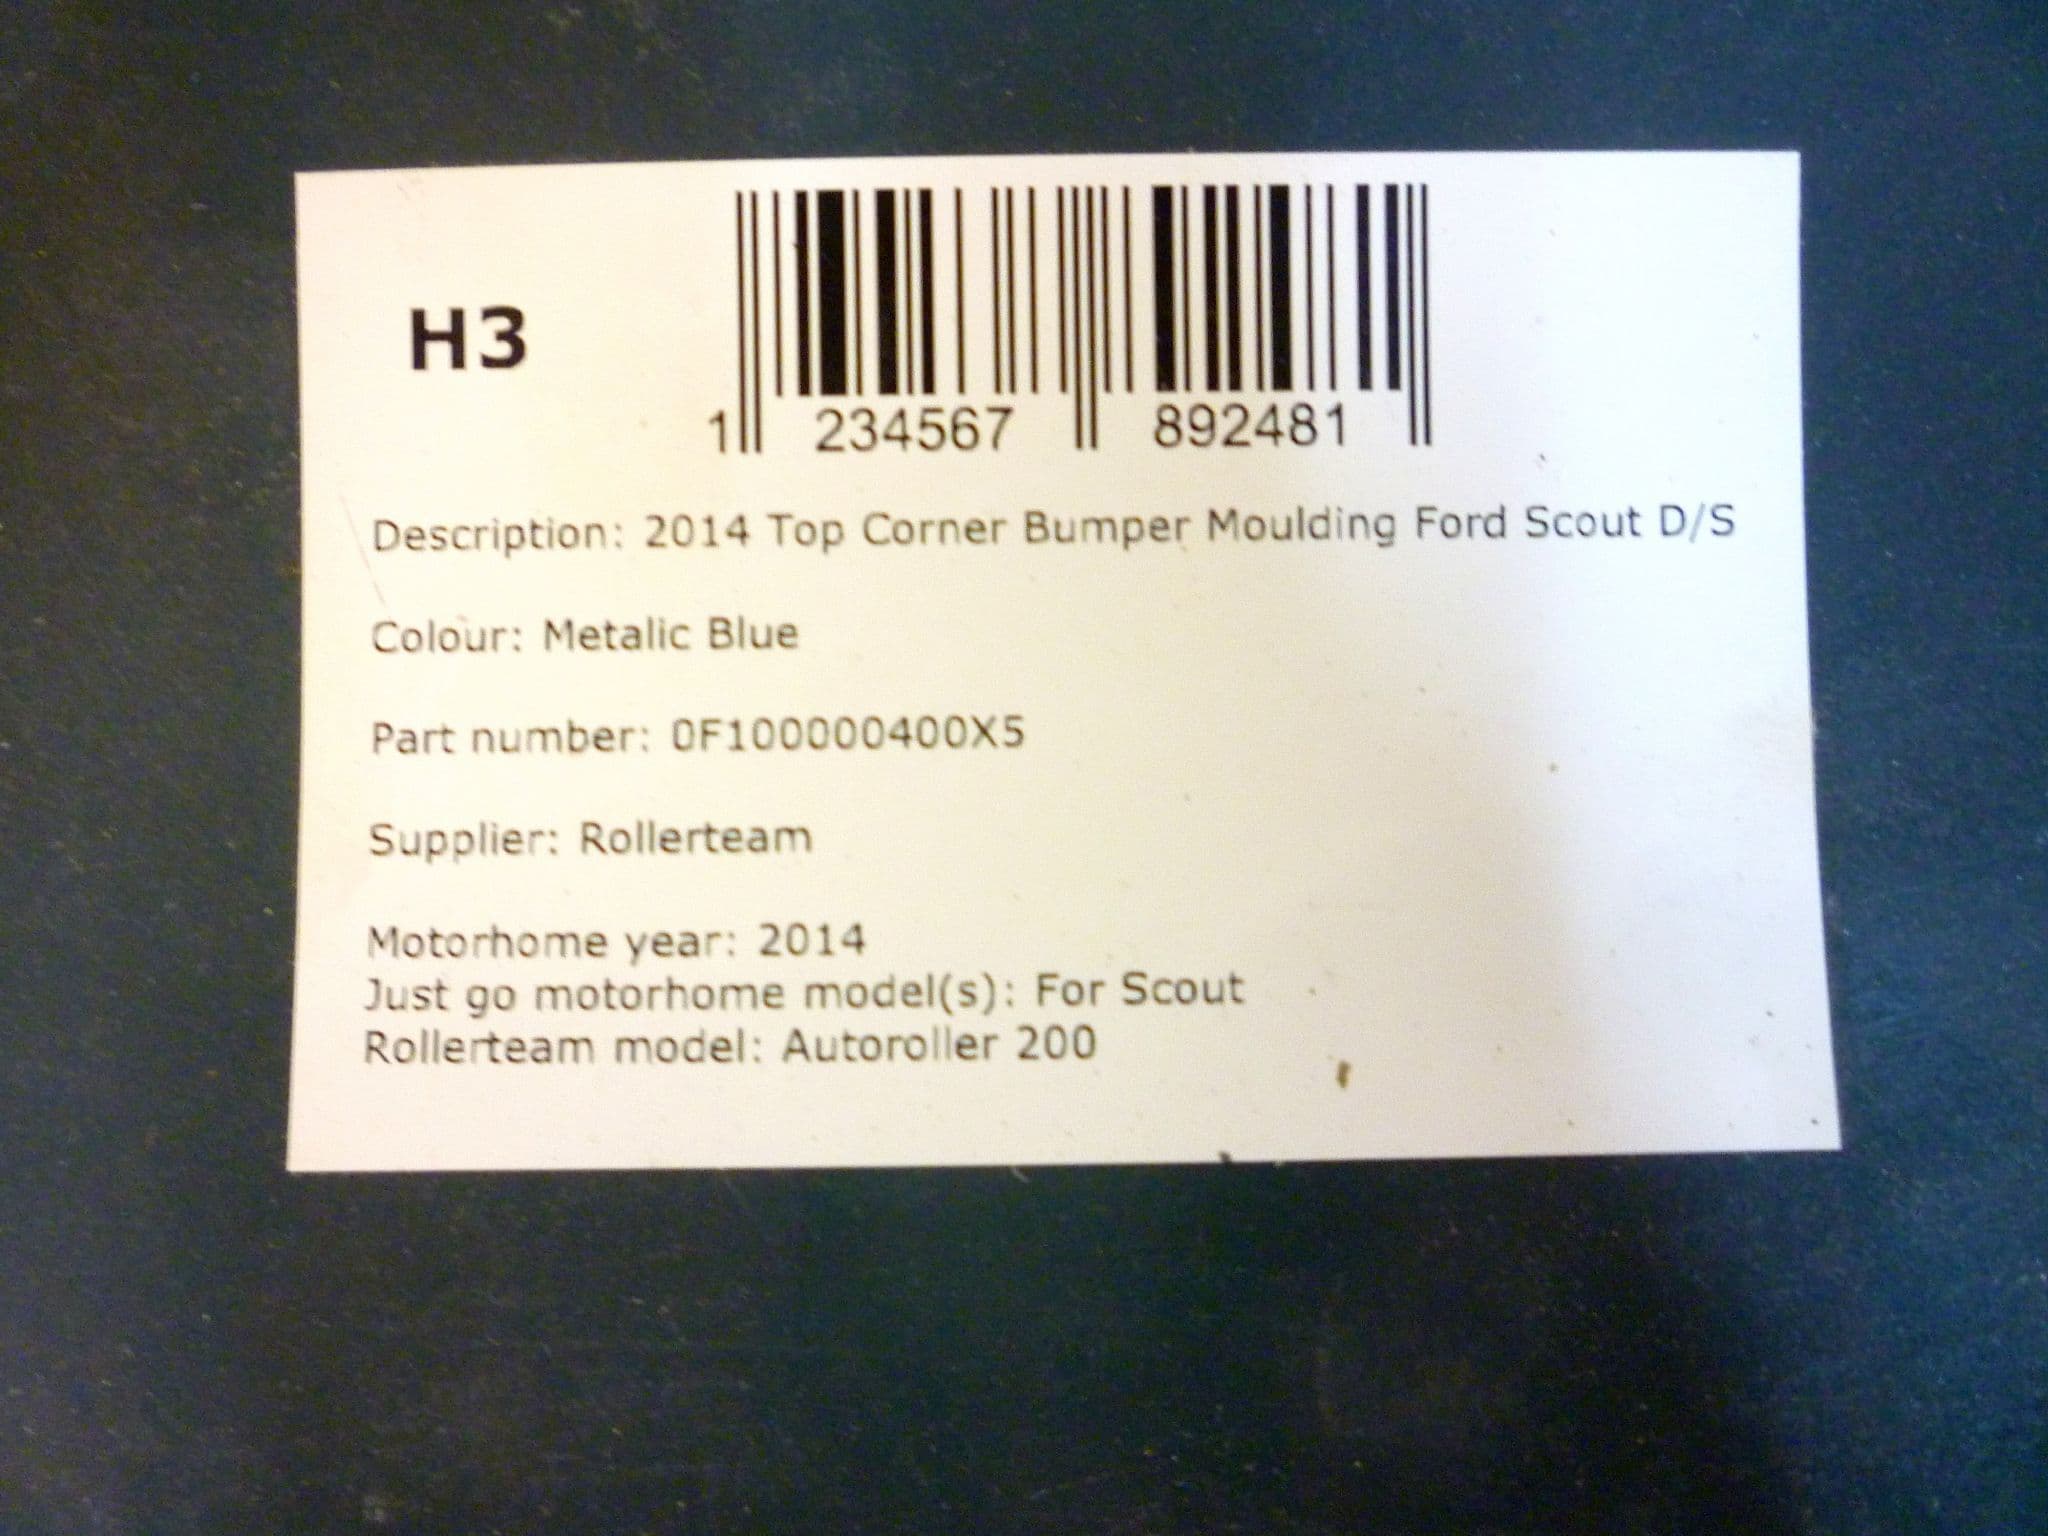 H3
1 234567 892481
Description: 2014 Top Corner Bumper Moulding Ford Scout D/S
Colour: Metalic Blue
Part number: 0F100000400X5
Supplier: Rollerteam
Motorhome year: 2014
Just go motorhome model(s): For Scout
Rollerteam model: Autoroller 200